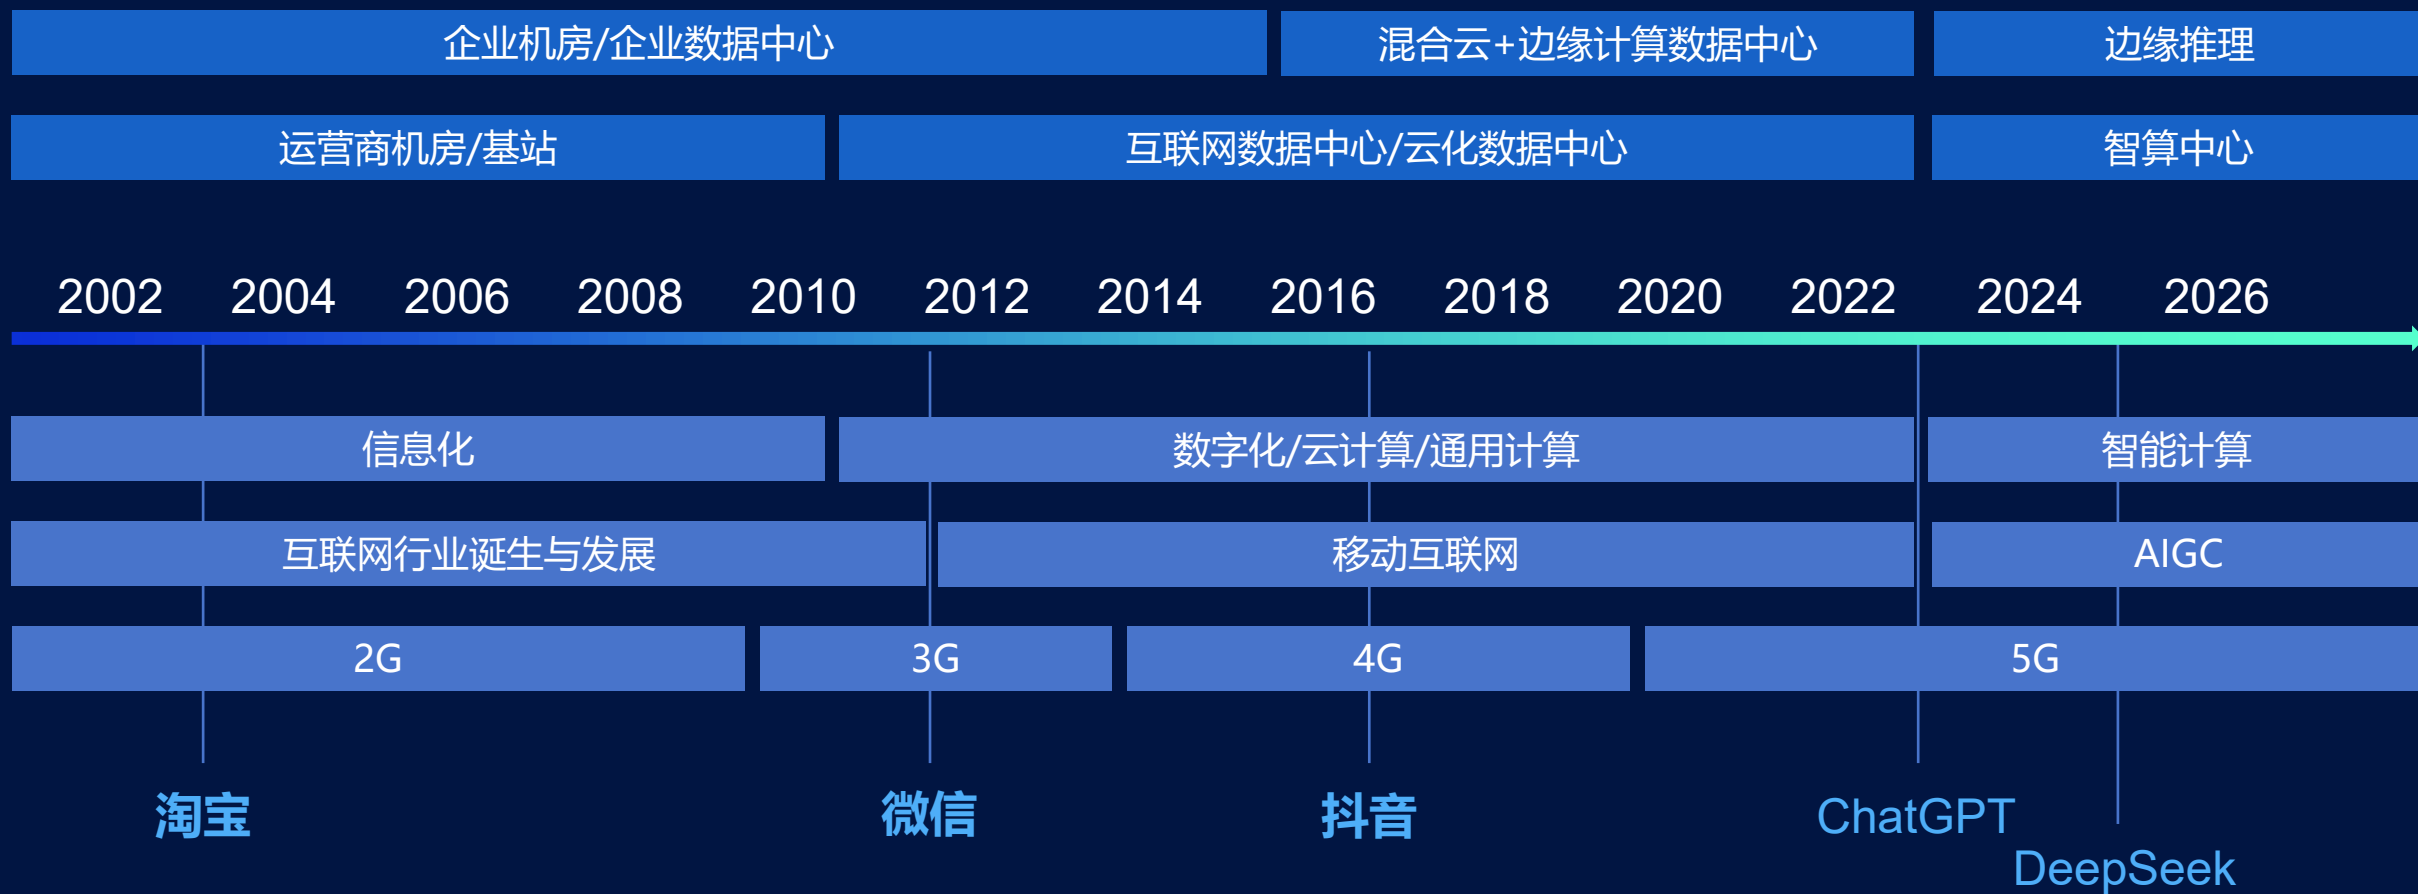 企业机房/企业数据中心 混合云+边缘计算数据中心 边缘推理
运营商机房/基站 互联网数据中心/云化数据中心 智算中心
2002 2004 2006 2008 2010 2012 2014 2016 2018 2020 2022 2024 2026
信息化 数字化/云计算/通用计算 智能计算
互联网行业诞生与发展 移动互联网 AIGC
2G 3G 4G 5G
淘宝 微信 抖音 ChatGPT
DeepSeek